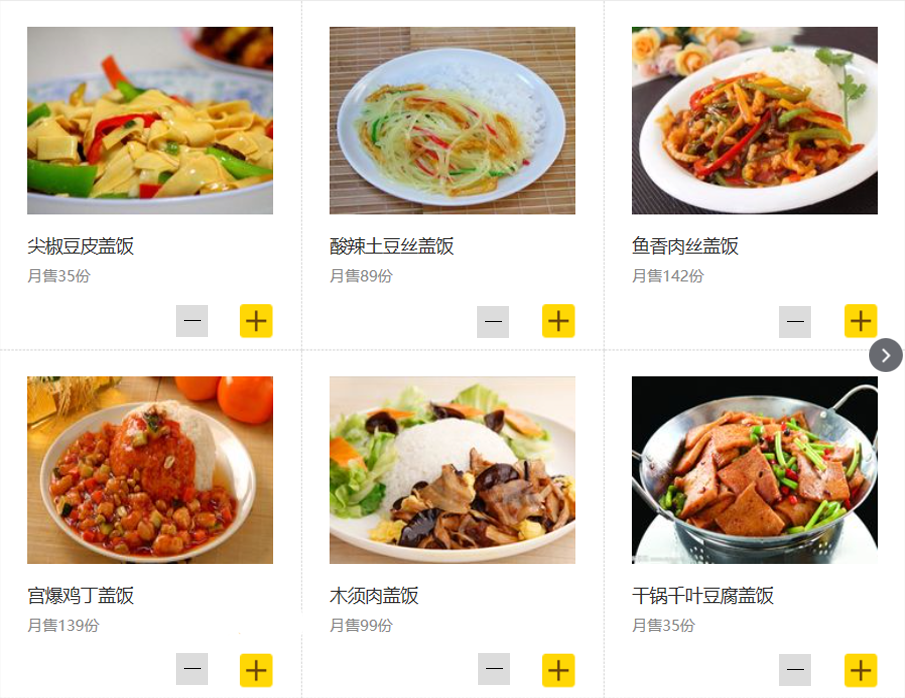 尖椒豆皮盖饭
月售35份
酸辣土豆丝盖饭
月售89份
鱼香肉丝盖饭
月售142份
宫爆鸡丁盖饭
月售139份
木须肉盖饭
月售99份
干锅千叶豆腐盖饭
月售35份